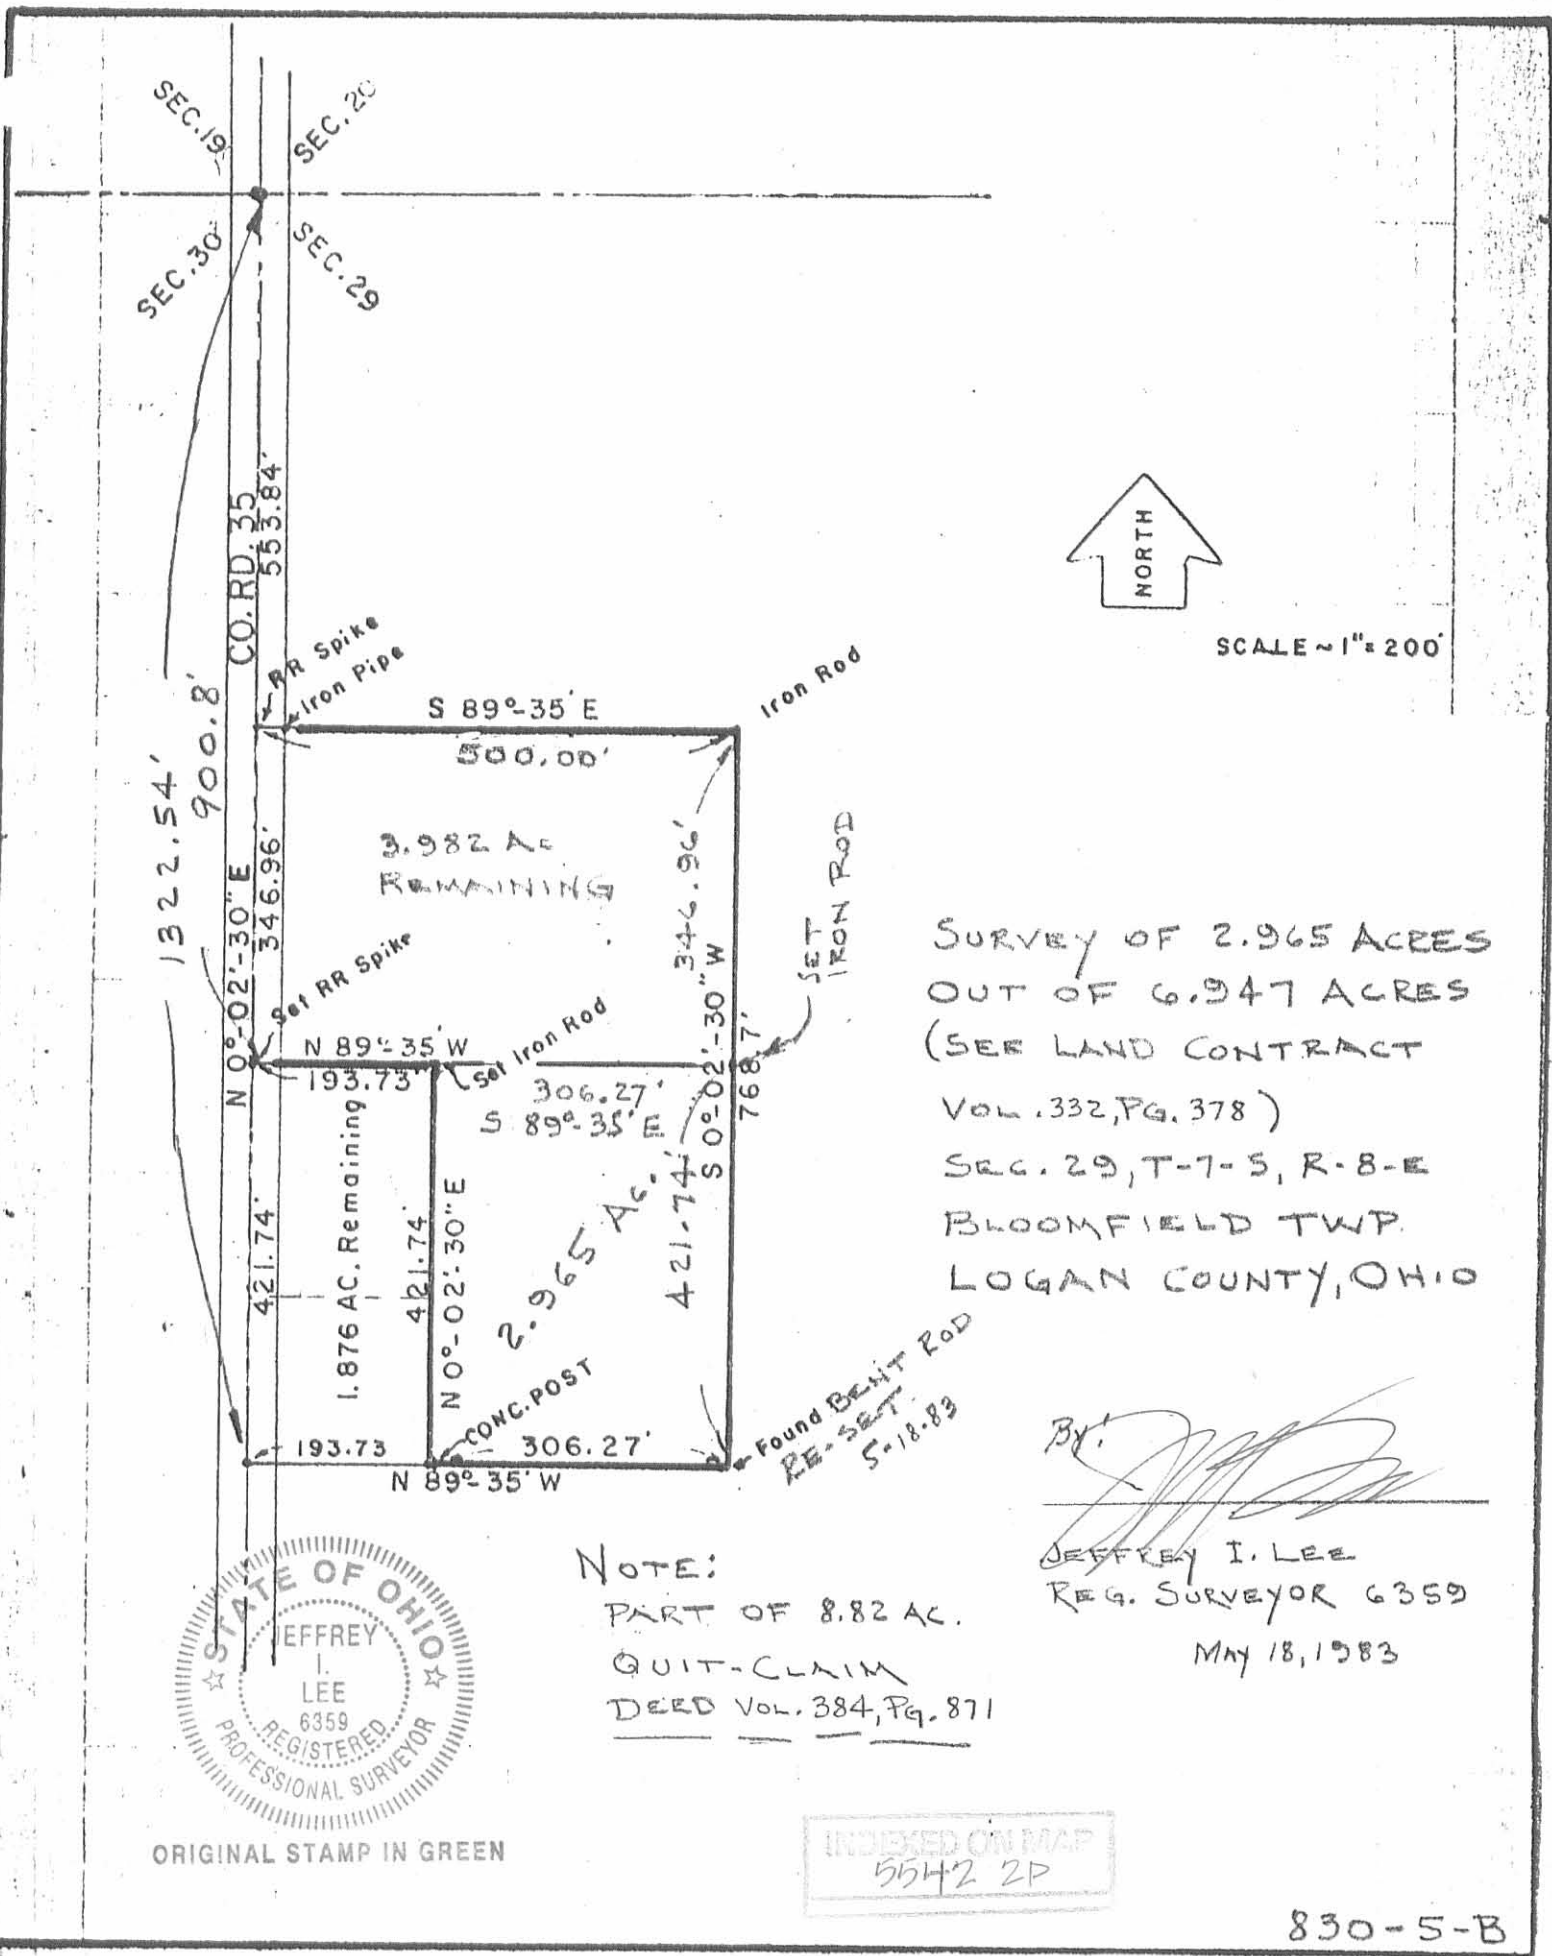 SEC.19
SEC.20
SEC.30
SEC.29
CO. RD. 35
553.84'
1322.54'
900.8'
RR Spike
Iron Pipe
S 89°-35' E
500.00'
Iron Rod
NORTH
SCALE ~ 1" = 200'
N 0°-02'-30" E
346.96'
3.982 Ac
REMAINING
346.96'
S 0°-02'-30" W
768.7'
SET
IRON ROD
Set RR Spike
N 89°-35' W
193.73'
Set Iron Rod
306.27'
S 89°-35' E
421.74'
1.876 AC. Remaining
421.74'
N 0°-02'-30" E
2.965 Ac.
421.74'
CONC. POST
193.73
306.27'
N 89°-35' W
Found BENT ROD
RE-SET
5-18-83
SURVEY OF 2.965 ACRES
OUT OF 6.947 ACRES
(SEE LAND CONTRACT
VOL. 332, PG. 378)
SEC. 29, T-7-S, R-8-E
BLOOMFIELD TWP.
LOGAN COUNTY, OHIO
BY:
JEFFREY I. LEE
REG. SURVEYOR 6359
MAY 18, 1983
NOTE:
PART OF 8.82 AC.
QUIT-CLAIM
DEED VOL. 384, PG. 871
STATE OF OHIO
JEFFREY
I.
LEE
6359
REGISTERED
PROFESSIONAL SURVEYOR
ORIGINAL STAMP IN GREEN
INDEXED ON MAP
5542 2P
830-5-B